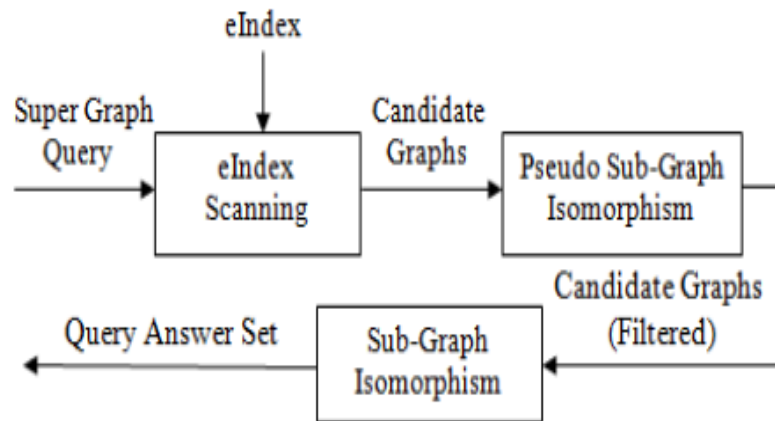 eIndex
Super Graph
Query
eIndex
Scanning
Candidate
Graphs
Pseudo Sub-Graph
Isomorphism
Candidate Graphs
(Filtered)
Sub-Graph
Isomorphism
Query Answer Set